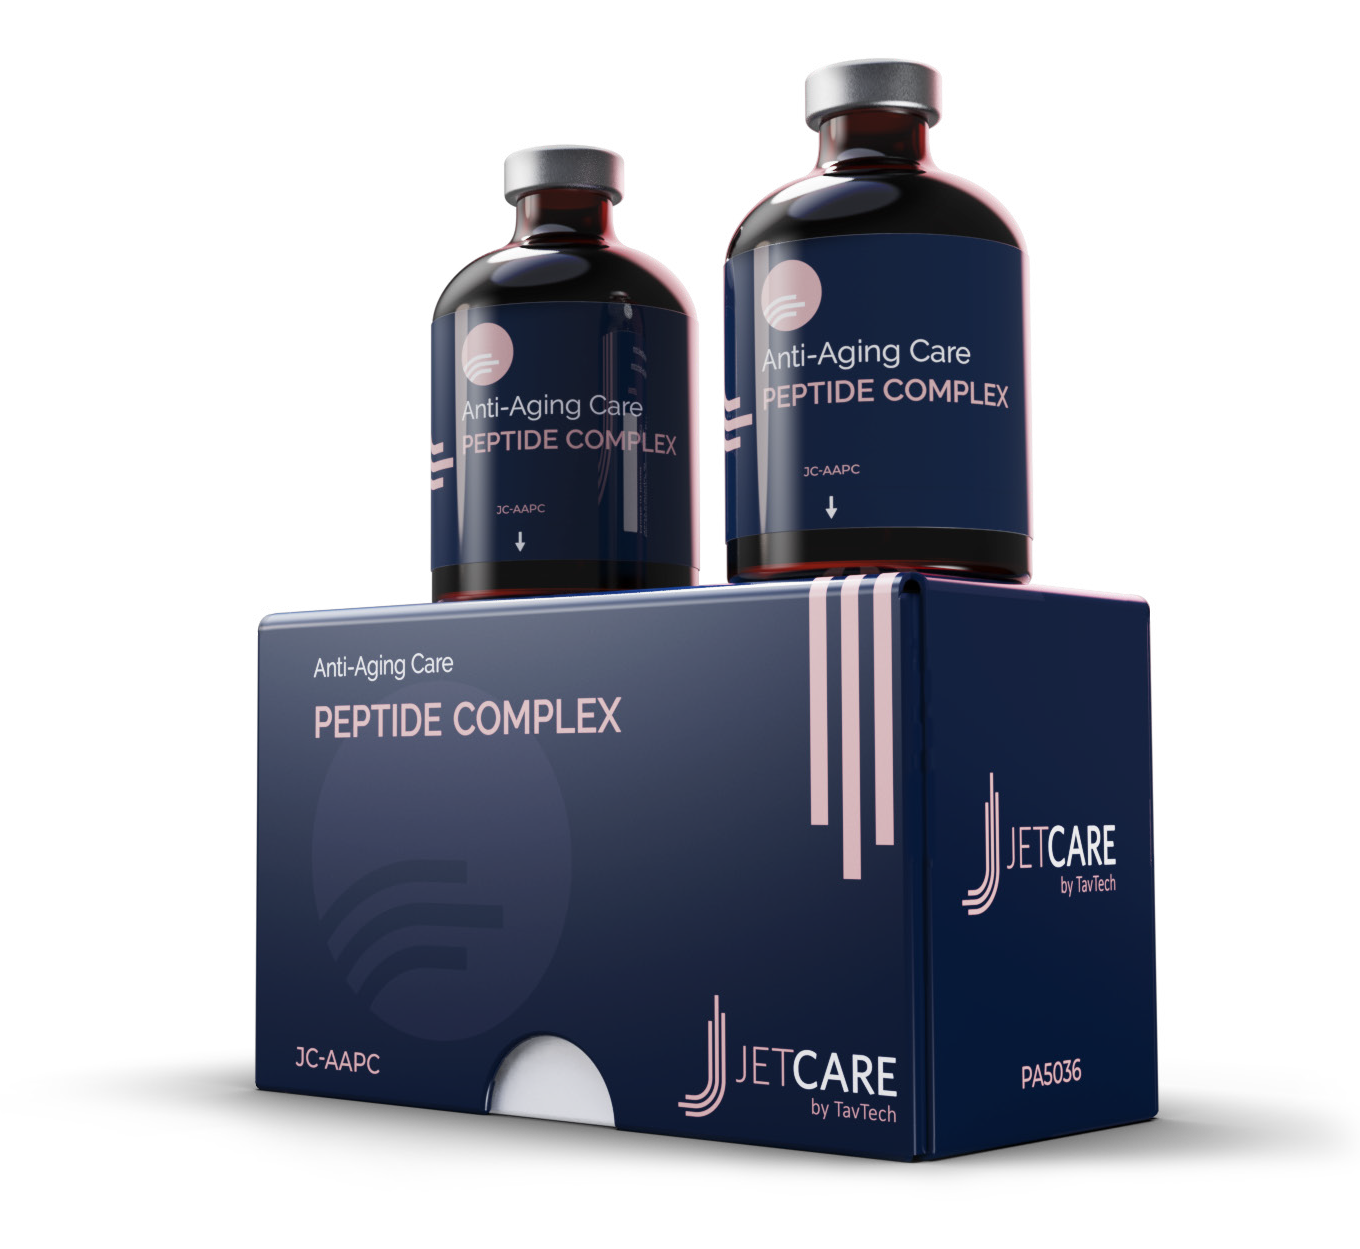 Anti-Aging Care
PEPTIDE COMPLEX
JC-AAPC
Anti-Aging Care
PEPTIDE COMPLEX
JC-AAPC
Anti-Aging Care
PEPTIDE COMPLEX
JC-AAPC
JETCARE
by TavTech
JETCARE
by TavTech
PA5036